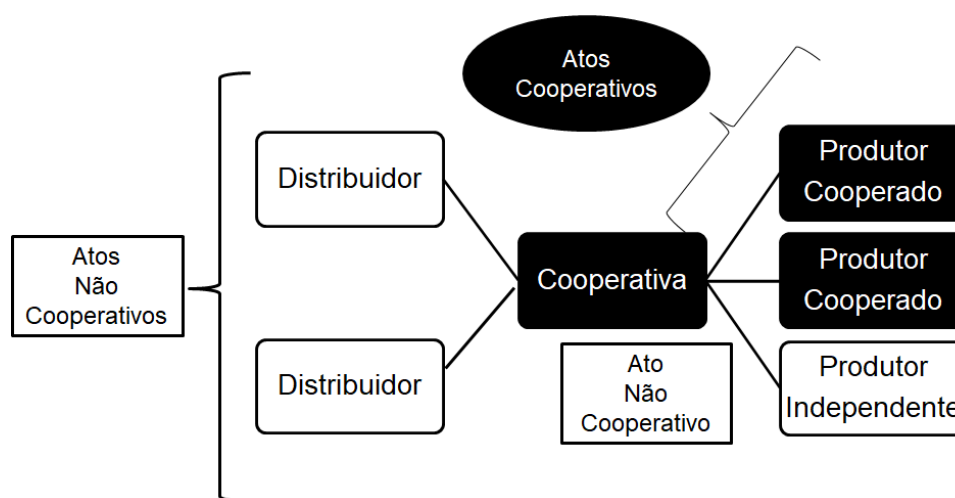 Atos
Cooperativos
Distribuidor
Produtor
Cooperado
Atos
Não
Cooperativos
Cooperativa
Produtor
Cooperado
Distribuidor
Ato
Não
Cooperativo
Produtor
Independente